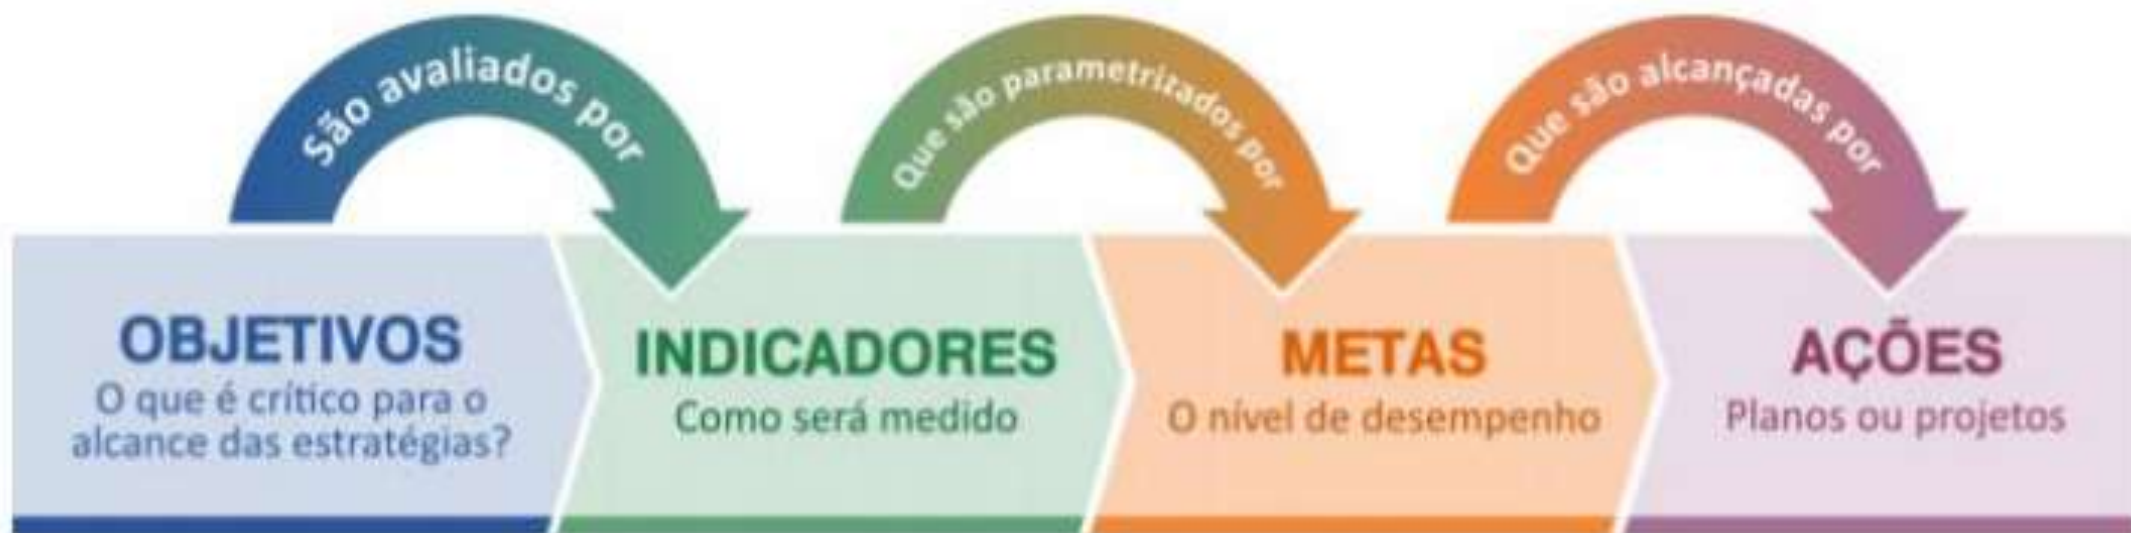 São avaliados por
Que são parametrizados por
Que são alcançadas por
OBJETIVOS
O que é crítico para o
alcance das estratégias?
INDICADORES
Como será medido
METAS
O nível de desempenho
AÇÕES
Planos ou projetos